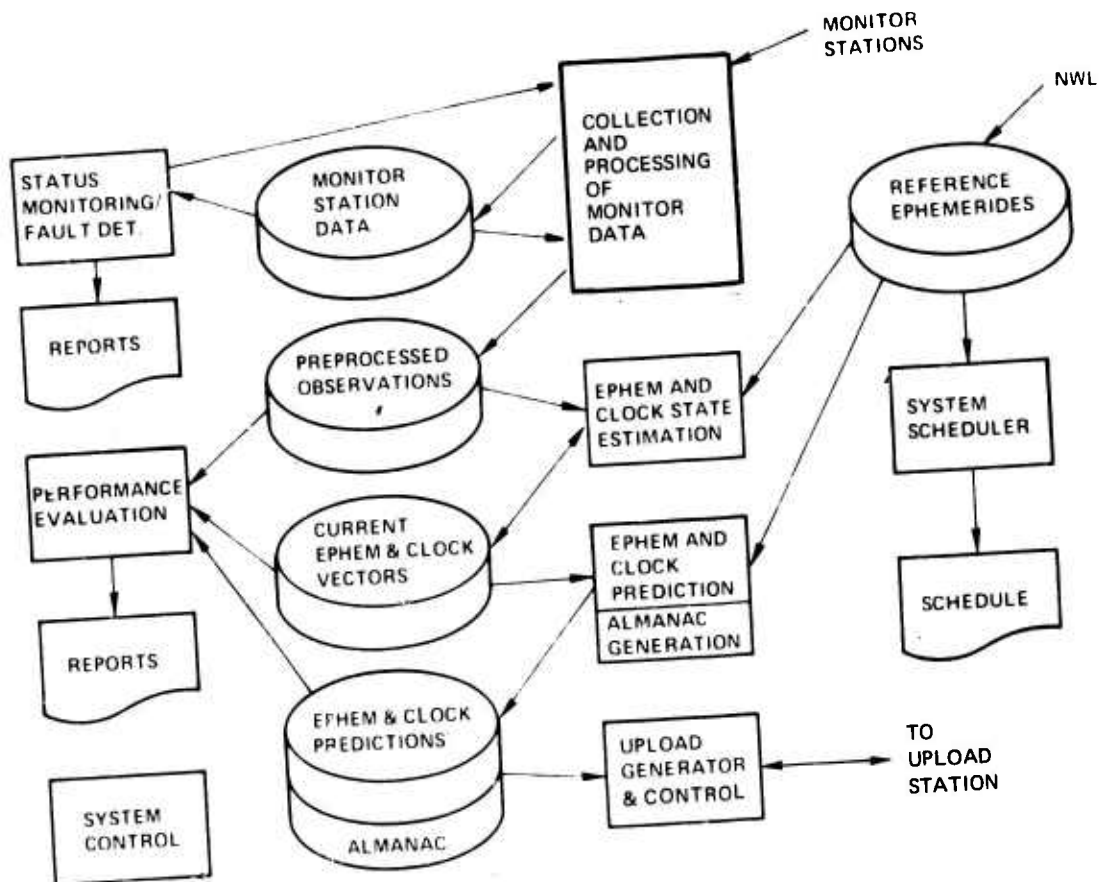 MONITOR
STATIONS
NWL
COLLECTION
AND
PROCESSING
OF
MONITOR
DATA
STATUS
MONITORING/
FAULT DET.
MONITOR
STATION
DATA
REFERENCE
EPHEMERIDES
REPORTS
PREPROCESSED
OBSERVATIONS
EPHEM AND
CLOCK STATE
ESTIMATION
SYSTEM
SCHEDULER
PERFORMANCE
EVALUATION
CURRENT
EPHEM & CLOCK
VECTORS
EPHEM AND
CLOCK
PREDICTION
ALMANAC
GENERATION
SCHEDULE
REPORTS
EPHEM & CLOCK
PREDICTIONS
ALMANAC
UPLOAD
GENERATOR
& CONTROL
TO
UPLOAD
STATION
SYSTEM
CONTROL